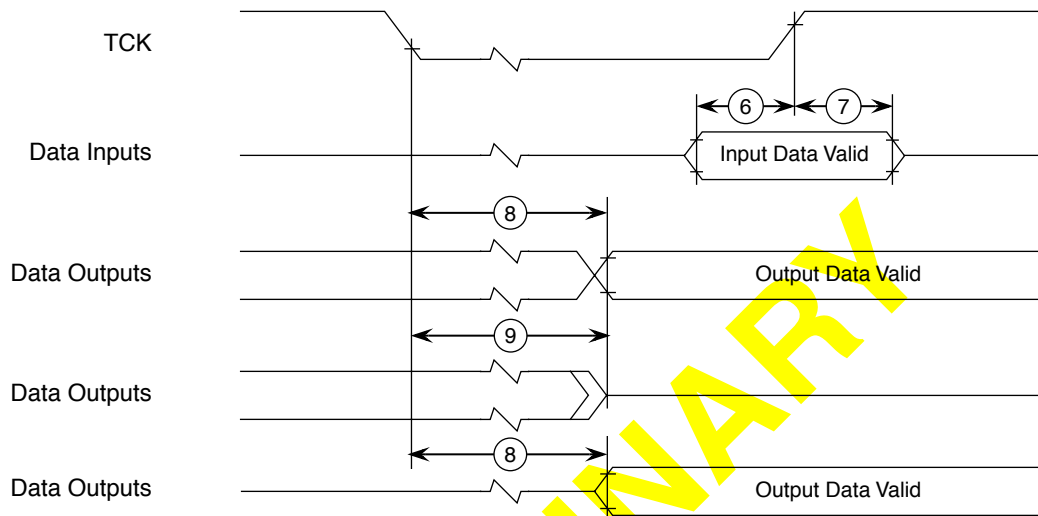 TCK
6
7
Data Inputs
Input Data Valid
8
Data Outputs
Output Data Valid
9
Data Outputs
8
Data Outputs
Output Data Valid
INARY